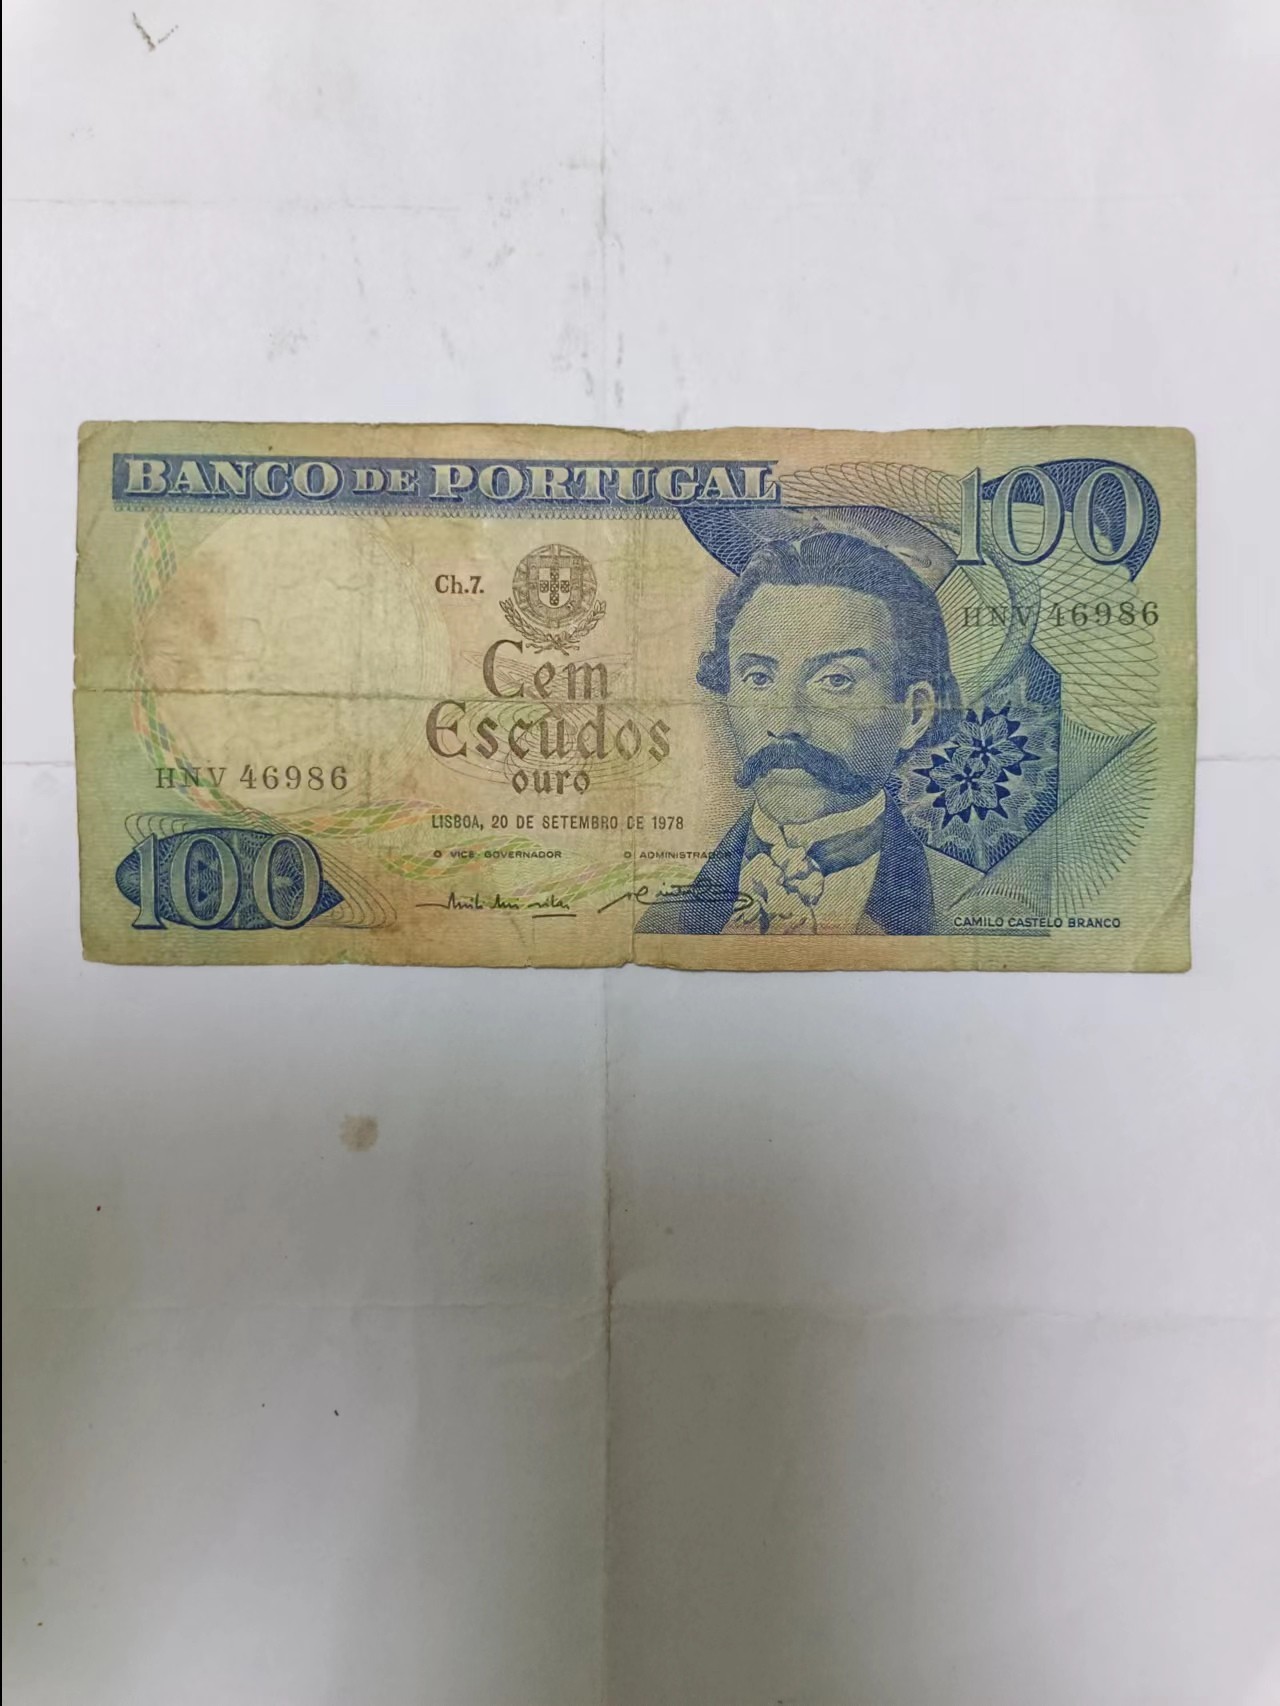 BANCO DE PORTUGAL
100
Ch.7.
HNV 46986
Cem
Escudos
ouro
HNV 46986
LISBOA, 20 DE SETEMBRO DE 1978
O VICE-GOVERNADOR
O ADMINISTRADOR
100
CAMILO CASTELO BRANCO